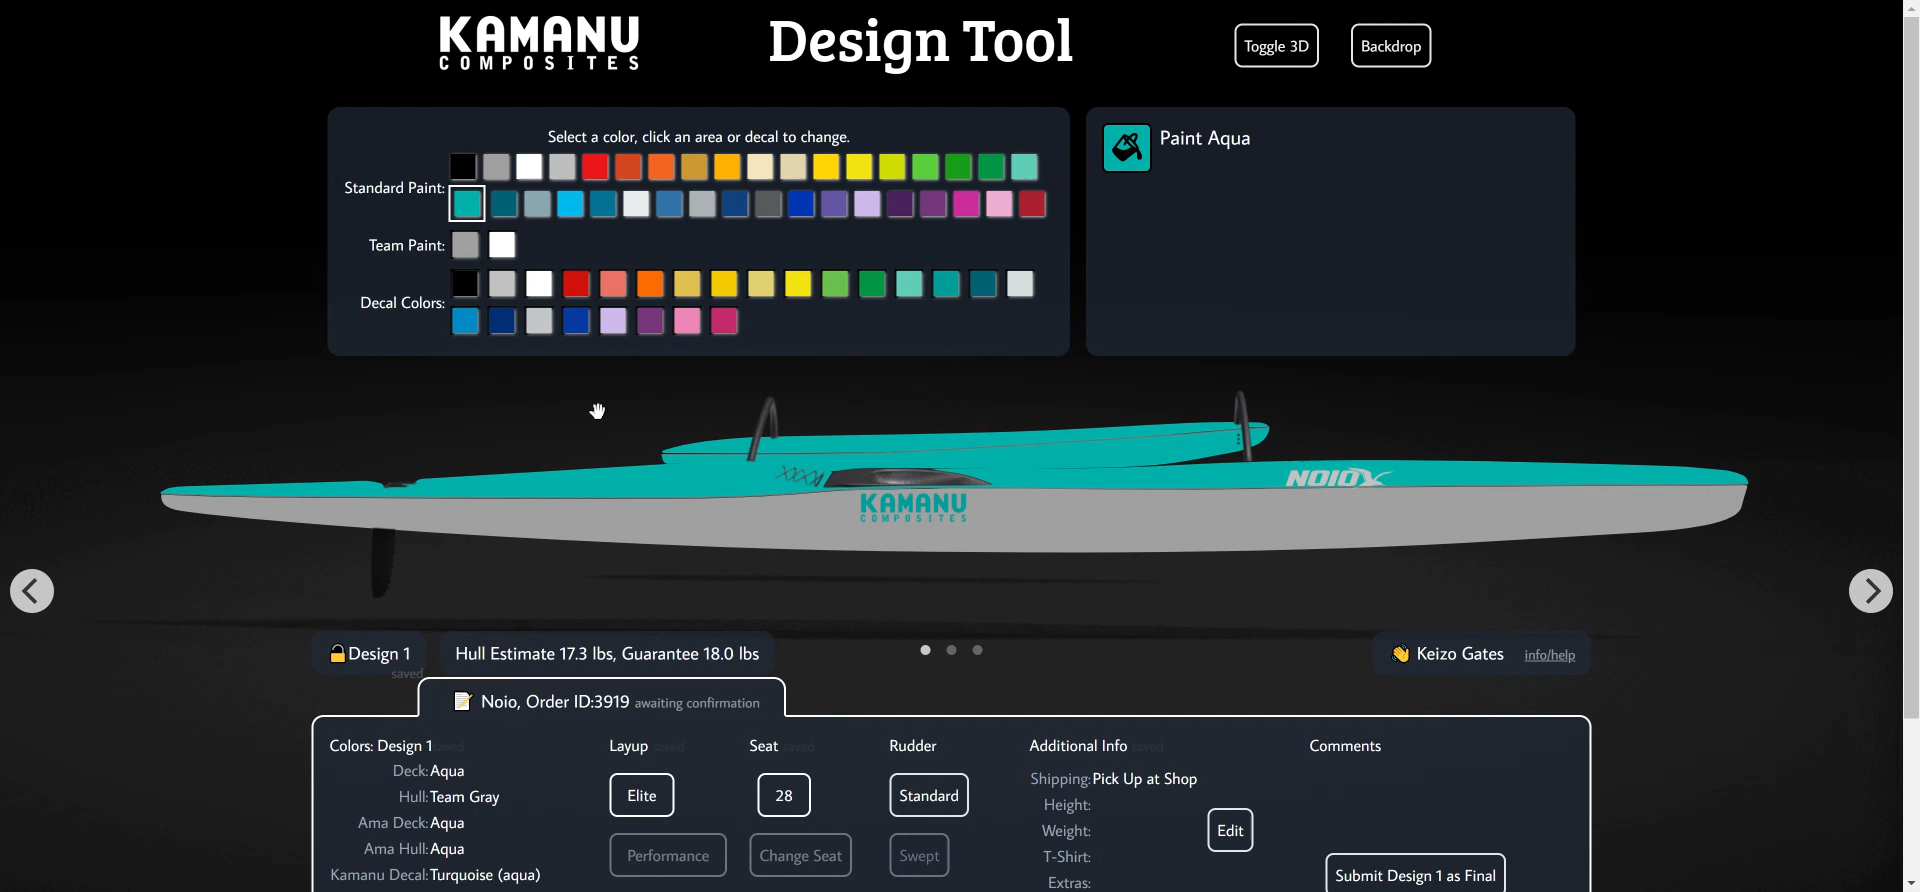 KAMANU
COMPOSITES
Design Tool
Toggle 3D
Backdrop
Select a color, click an area or decal to change.
Standard Paint:
Team Paint:
Decal Colors:
Paint Aqua
NOIO
KAMANU
COMPOSITES
Design 1
saved
Hull Estimate 17.3 lbs, Guarantee 18.0 lbs
Keizo Gates
info/help
Noio, Order ID:3919 awaiting confirmation
Colors: Design 1 saved
Deck: Aqua
Hull: Team Gray
Ama Deck: Aqua
Ama Hull: Aqua
Kamanu Decal: Turquoise (aqua)
Layup saved
Elite
Performance
Seat saved
28
Change Seat
Rudder
Standard
Swept
Additional Info saved
Shipping: Pick Up at Shop
Height:
Weight:
T-Shirt:
Extras:
Edit
Comments
Submit Design 1 as Final